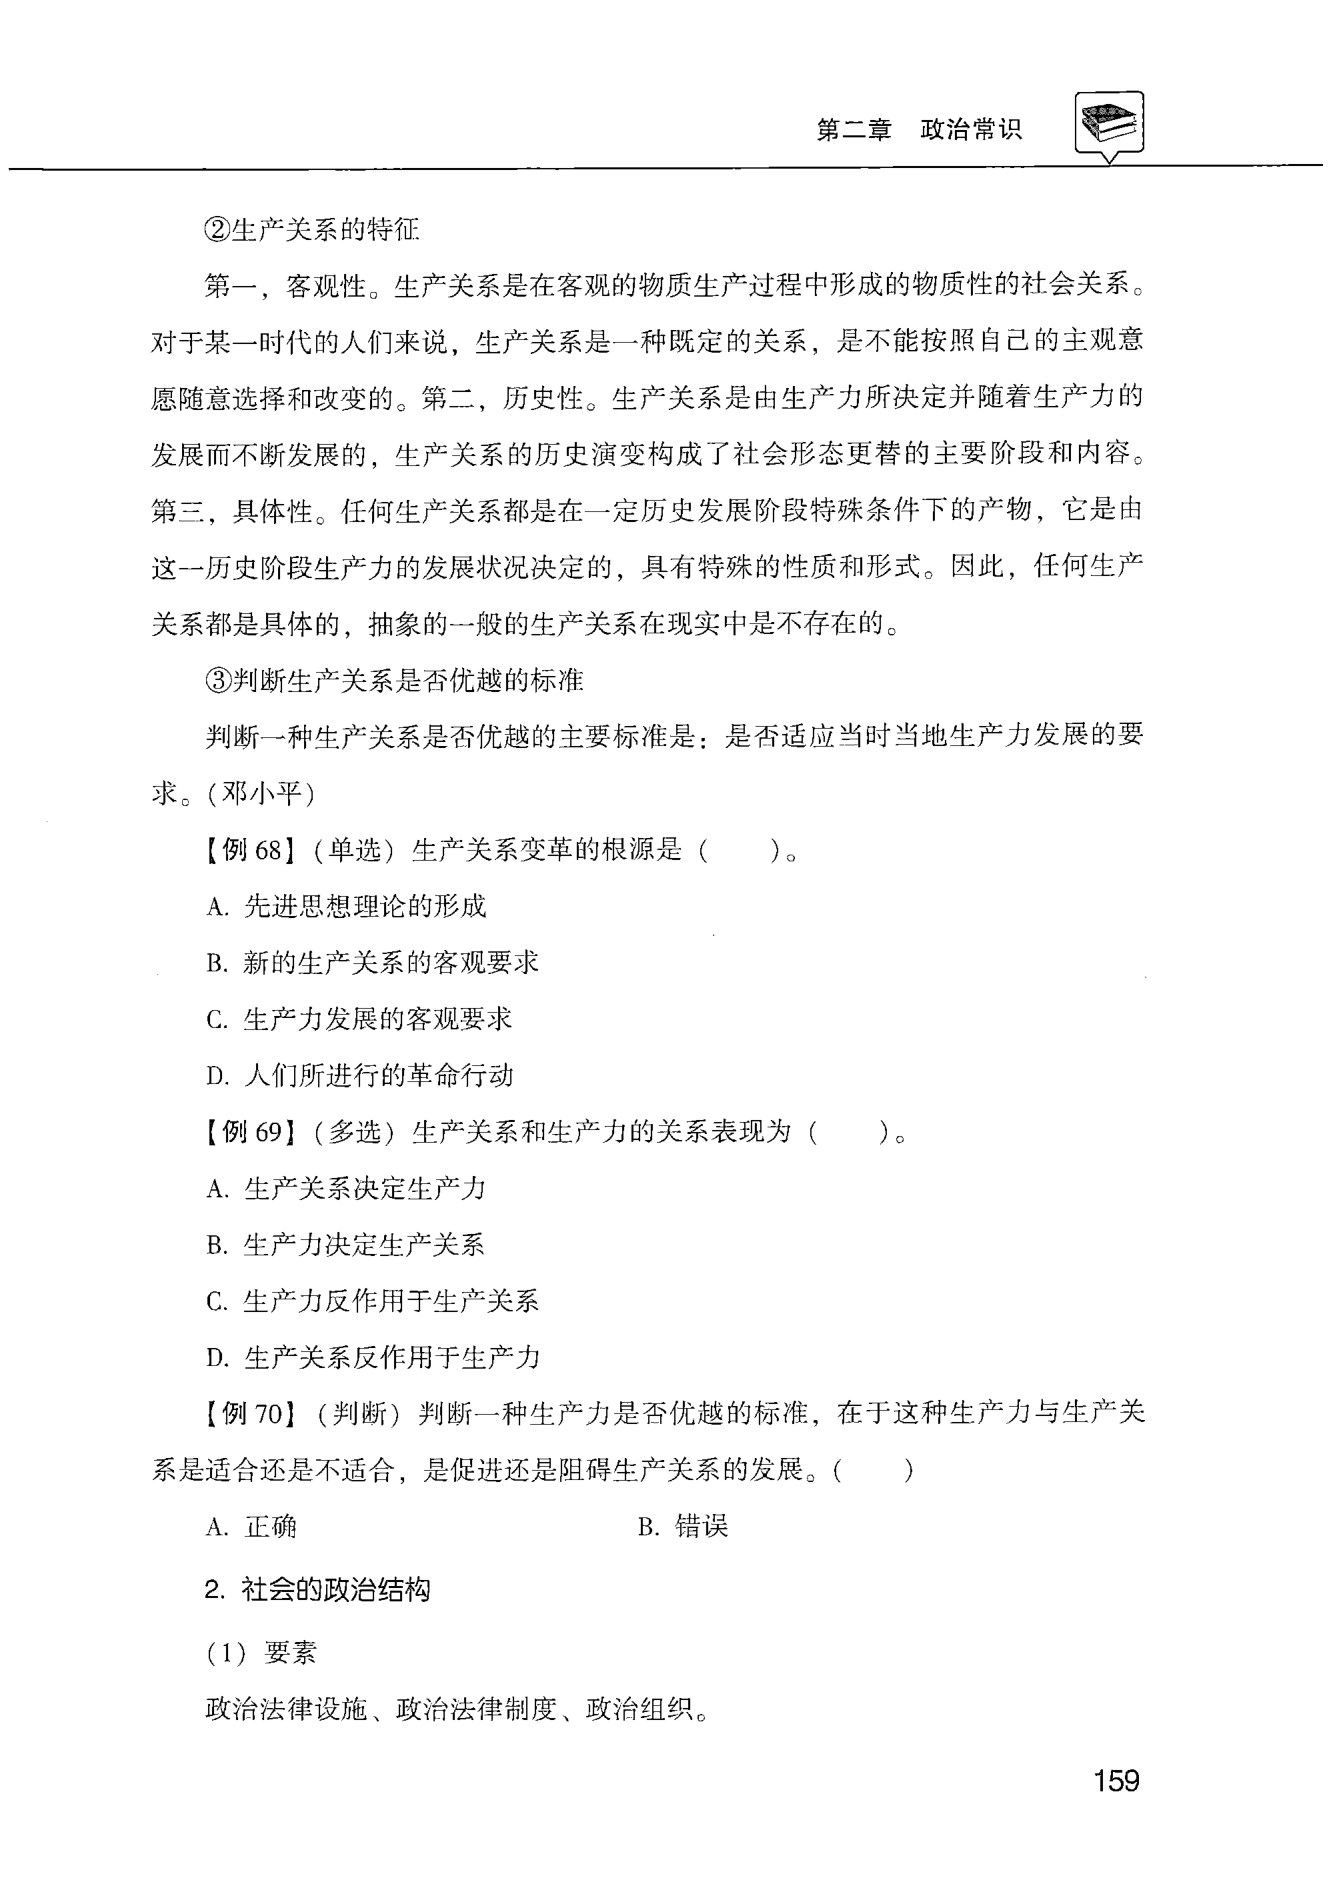 第二章 政治常识
②生产关系的特征
第一，客观性。生产关系是在客观的物质生产过程中形成的物质性的社会关系。
对于某一时代的人们来说，生产关系是一种既定的关系，是不能按照自己的主观意
愿随意选择和改变的。第二，历史性。生产关系是由生产力所决定并随着生产力的
发展而不断发展的，生产关系的历史演变构成了社会形态更替的主要阶段和内容。
第三，具体性。任何生产关系都是在一定历史发展阶段特殊条件下的产物，它是由
这一历史阶段生产力的发展状况决定的，具有特殊的性质和形式。因此，任何生产
关系都是具体的，抽象的一般的生产关系在现实中是不存在的。
③判断生产关系是否优越的标准
判断一种生产关系是否优越的主要标准是：是否适应当时当地生产力发展的要
求。(邓小平)
【例 68】(单选) 生产关系变革的根源是 (　　)。
A. 先进思想理论的形成
B. 新的生产关系的客观要求
C. 生产力发展的客观要求
D. 人们所进行的革命行动
【例 69】(多选) 生产关系和生产力的关系表现为 (　　)。
A. 生产关系决定生产力
B. 生产力决定生产关系
C. 生产力反作用于生产关系
D. 生产关系反作用于生产力
【例 70】(判断) 判断一种生产力是否优越的标准，在于这种生产力与生产关
系是适合还是不适合，是促进还是阻碍生产关系的发展。(　　)
A. 正确　　B. 错误
2. 社会的政治结构
(1) 要素
政治法律设施、政治法律制度、政治组织。
159